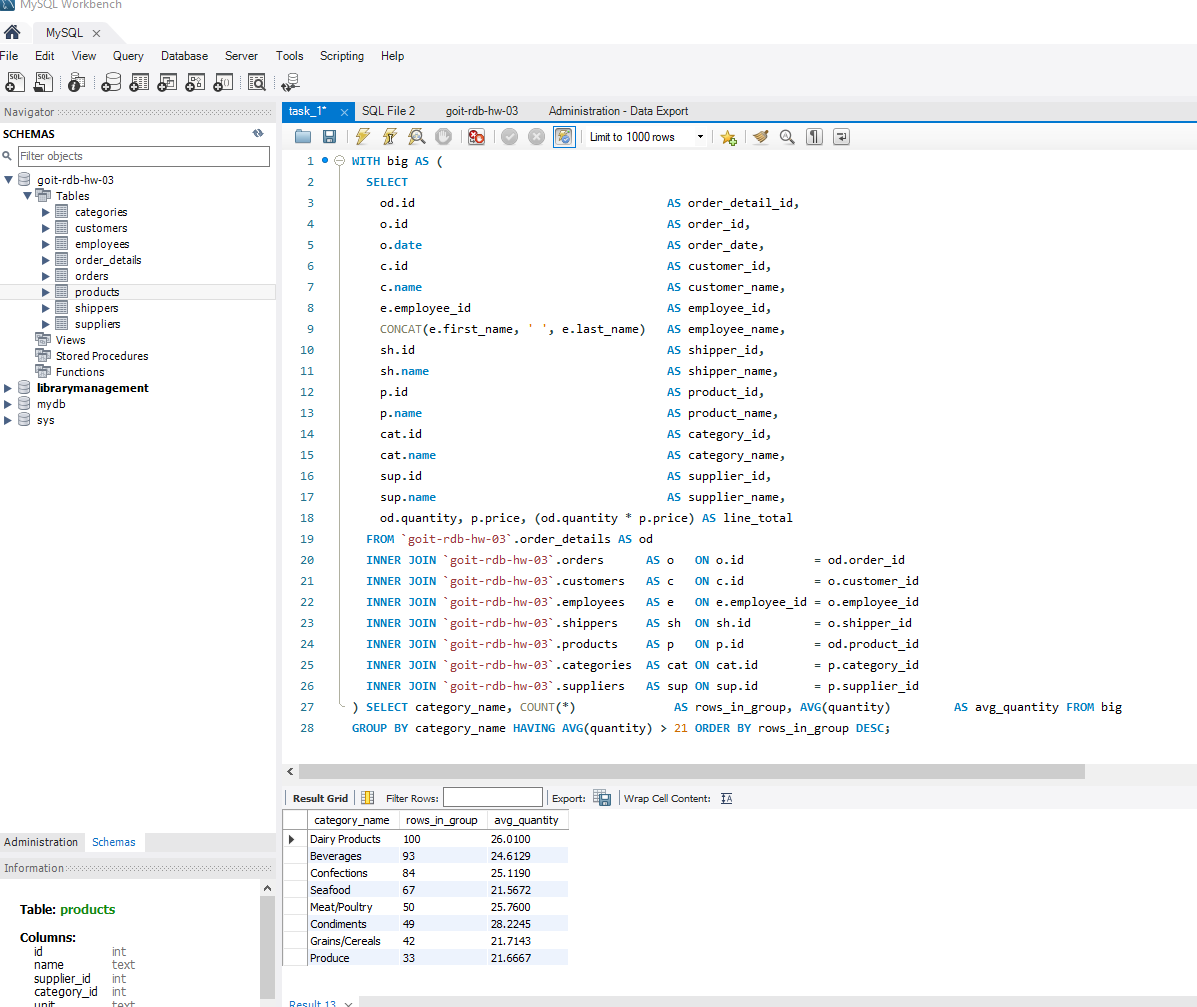 MySQL Workbench
MySQL ×
File Edit View Query Database Server Tools Scripting Help
Navigator
SCHEMAS
Filter objects
goit-rdb-hw-03
Tables
categories
customers
employees
order_details
orders
products
shippers
suppliers
Views
Stored Procedures
Functions
librarymanagement
mydb
sys
Administration Schemas
Information
Table: products
Columns:
id int
name text
supplier_id int
category_id int
unit text
task_1* × SQL File 2 goit-rdb-hw-03 Administration - Data Export
Limit to 1000 rows
1 WITH big AS (
2 SELECT
3 od.id AS order_detail_id,
4 o.id AS order_id,
5 o.date AS order_date,
6 c.id AS customer_id,
7 c.name AS customer_name,
8 e.employee_id AS employee_id,
9 CONCAT(e.first_name, ' ', e.last_name) AS employee_name,
10 sh.id AS shipper_id,
11 sh.name AS shipper_name,
12 p.id AS product_id,
13 p.name AS product_name,
14 cat.id AS category_id,
15 cat.name AS category_name,
16 sup.id AS supplier_id,
17 sup.name AS supplier_name,
18 od.quantity, p.price, (od.quantity * p.price) AS line_total
19 FROM `goit-rdb-hw-03`.order_details AS od
20 INNER JOIN `goit-rdb-hw-03`.orders AS o ON o.id = od.order_id
21 INNER JOIN `goit-rdb-hw-03`.customers AS c ON c.id = o.customer_id
22 INNER JOIN `goit-rdb-hw-03`.employees AS e ON e.employee_id = o.employee_id
23 INNER JOIN `goit-rdb-hw-03`.shippers AS sh ON sh.id = o.shipper_id
24 INNER JOIN `goit-rdb-hw-03`.products AS p ON p.id = od.product_id
25 INNER JOIN `goit-rdb-hw-03`.categories AS cat ON cat.id = p.category_id
26 INNER JOIN `goit-rdb-hw-03`.suppliers AS sup ON sup.id = p.supplier_id
27 ) SELECT category_name, COUNT(*) AS rows_in_group, AVG(quantity) AS avg_quantity FROM big
28 GROUP BY category_name HAVING AVG(quantity) > 21 ORDER BY rows_in_group DESC;
Result Grid Filter Rows: Export: Wrap Cell Content:
category_name rows_in_group avg_quantity
Dairy Products 100 26.0100
Beverages 93 24.6129
Confections 84 25.1190
Seafood 67 21.5672
Meat/Poultry 50 25.7600
Condiments 49 28.2245
Grains/Cereals 42 21.7143
Produce 33 21.6667
Result 13